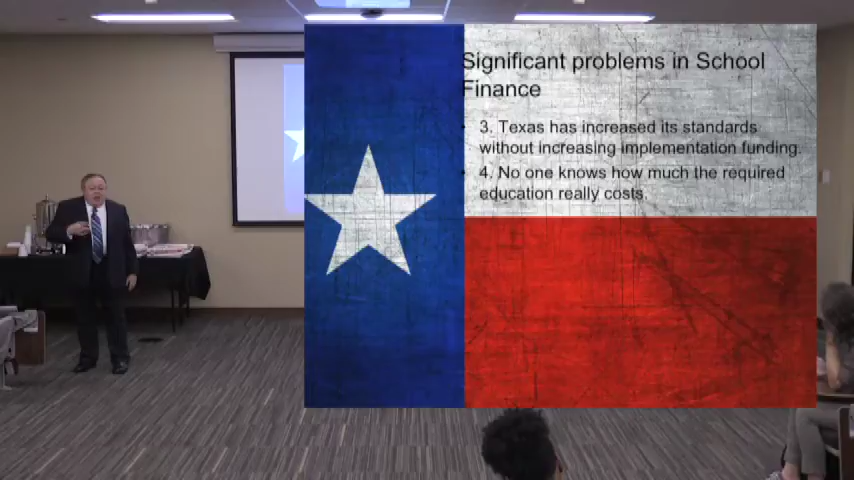 Significant problems in School
Finance
• 3. Texas has increased its standards
without increasing implementation funding.
• 4. No one knows how much the required
education really costs.